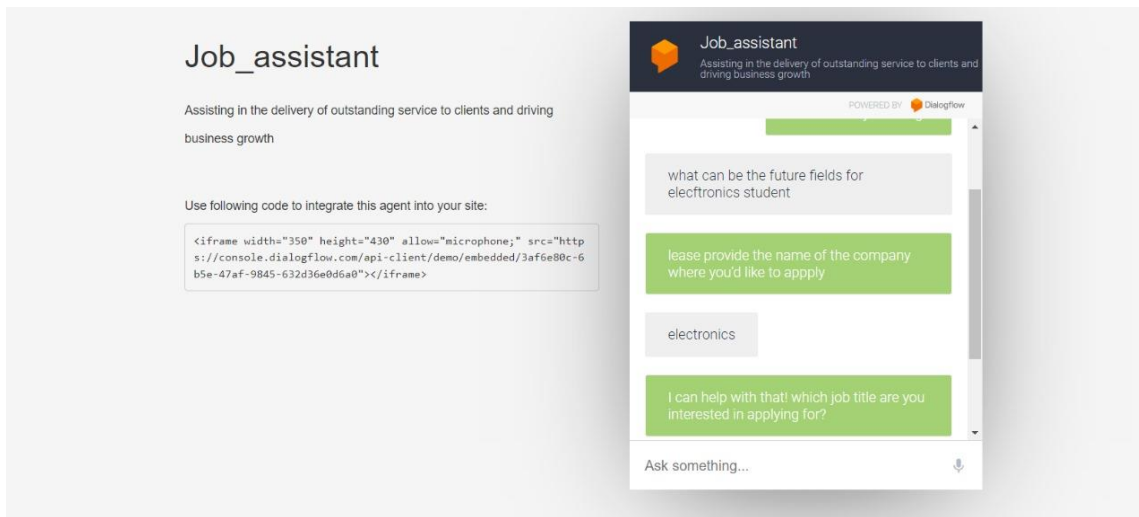 Job_assistant
Assisting in the delivery of outstanding service to clients and driving
business growth
Use following code to integrate this agent into your site:
<iframe width="350" height="430" allow="microphone;" src="http
s://console.dialogflow.com/api-client/demo/embedded/3af6e80c-6
b5e-47af-9845-632d36e0d6a0"></iframe>
Job_assistant
Assisting in the delivery of outstanding service to clients and
driving business growth
POWERED BY Dialogflow
what can be the future fields for
elecftronics student
lease provide the name of the company
where you'd like to appply
electronics
I can help with that! which job title are you
interested in applying for?
Ask something...